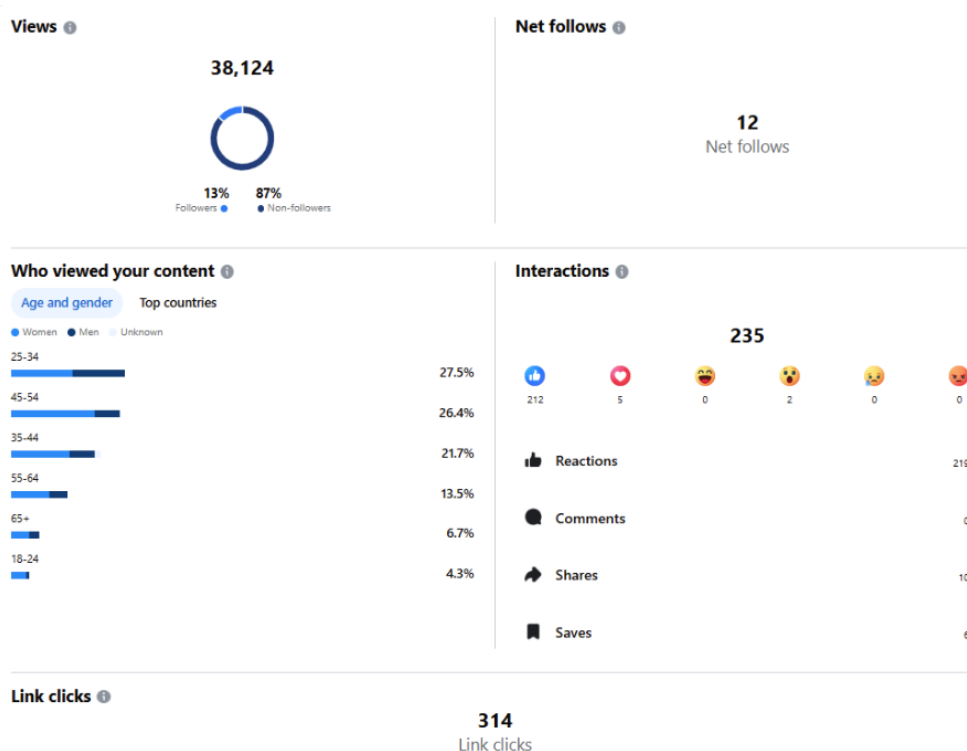 Views
38,124
13% 87%
Followers Non-followers
Net follows
12
Net follows
Who viewed your content
Age and gender Top countries
Women Men Unknown
25-34
27.5%
45-54
26.4%
35-44
21.7%
55-64
13.5%
65+
6.7%
18-24
4.3%
Interactions
235
212 5 0 2 0 0
Reactions 219
Comments
Shares 10
Saves
Link clicks
314
Link clicks